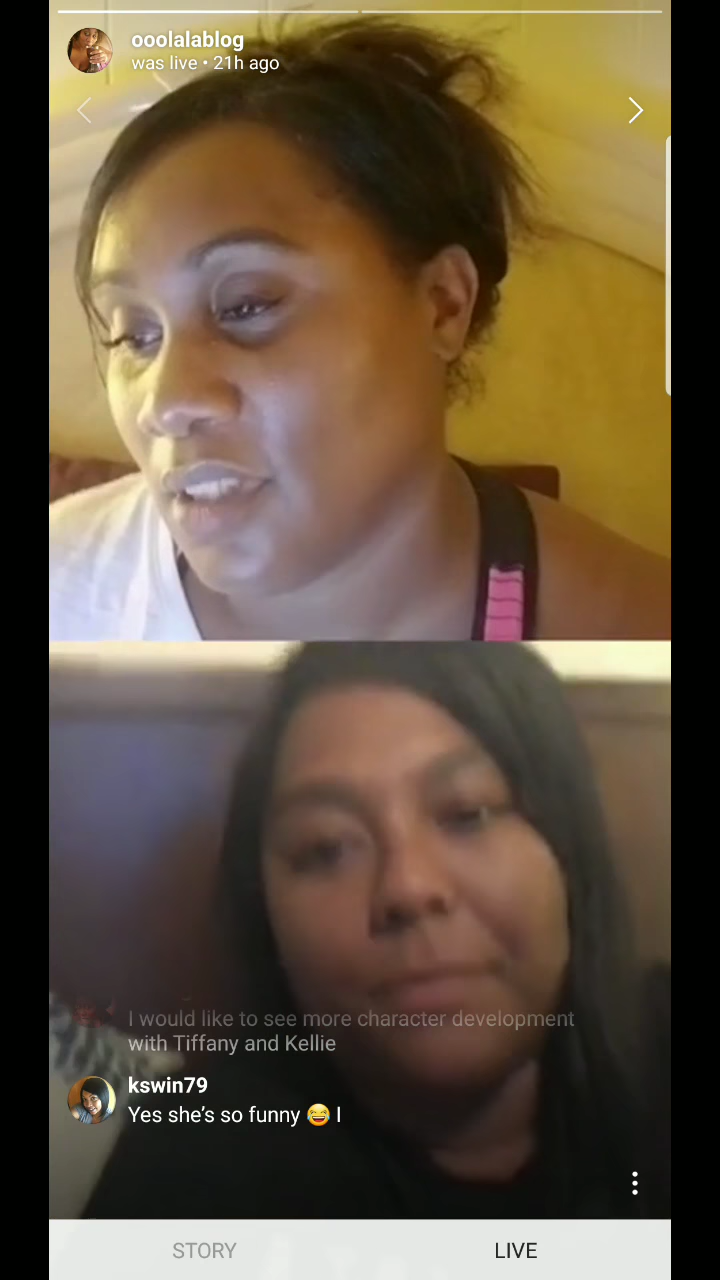 ooolalablog
was live • 21h ago
I would like to see more character development
with Tiffany and Kellie
kswin79
Yes she's so funny 😂 I
STORY
LIVE